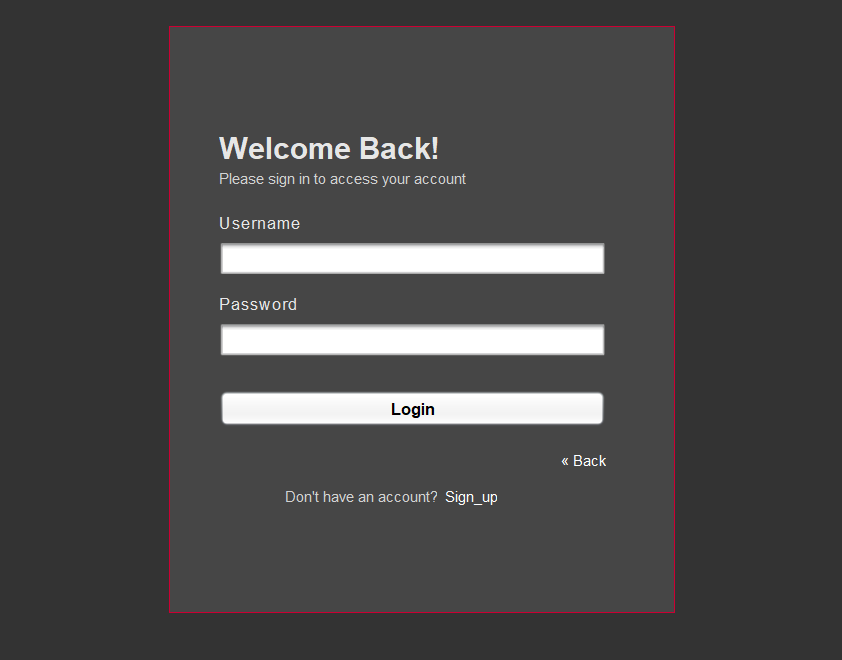 Welcome Back!
Please sign in to access your account
Username
Password
Login
« Back
Don't have an account? Sign_up